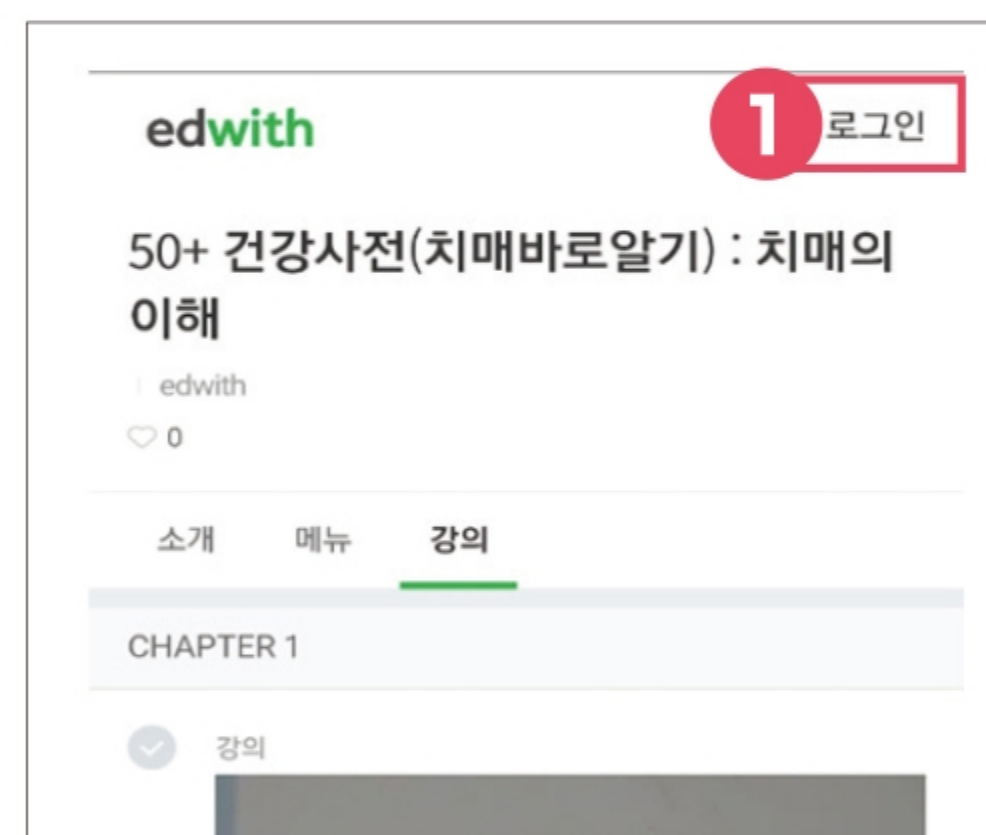 edwith
1 로그인
50+ 건강사전(치매바로알기) : 치매의
이해
edwith
0
소개 메뉴 강의
CHAPTER 1
강의